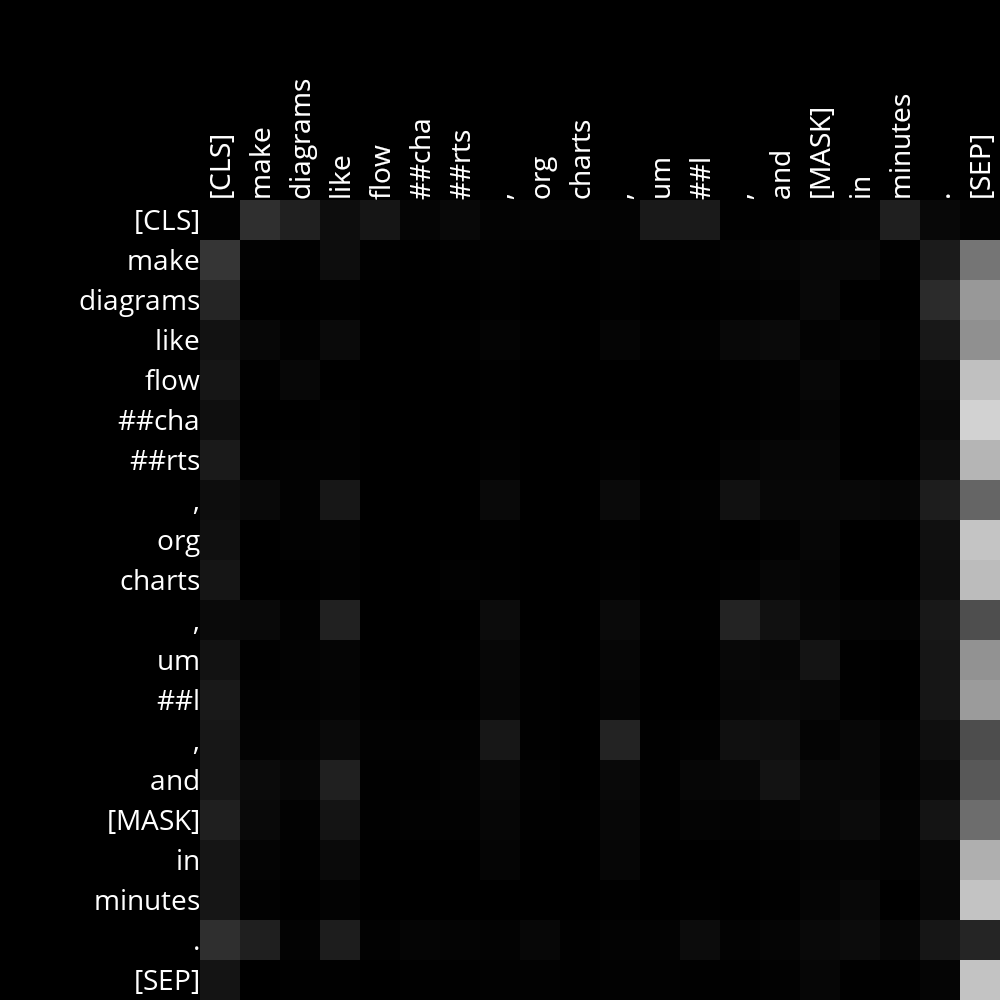 [CLS] make diagrams like flow ##cha ##rts , org charts , um ##l , and [MASK] in minutes . [SEP]
[CLS]
make
diagrams
like
flow
##cha
##rts
,
org
charts
,
um
##l
,
and
[MASK]
in
minutes
.
[SEP]